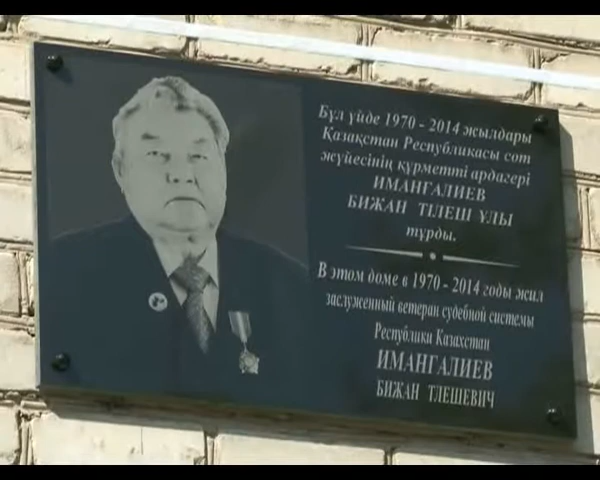 Бұл үйде 1970 - 2014 жылдары
Қазақстан Республикасы сот
жүйесінің құрметті ардагері
ИМАНГАЛИЕВ
БИЖАН ТІЛЕШ ҰЛЫ
тұрды.
В этом доме в 1970 - 2014 годы жил
заслуженный ветеран судебной системы
Республики Казахстан
ИМАНГАЛИЕВ
БИЖАН ТЛЕШЕВИЧ